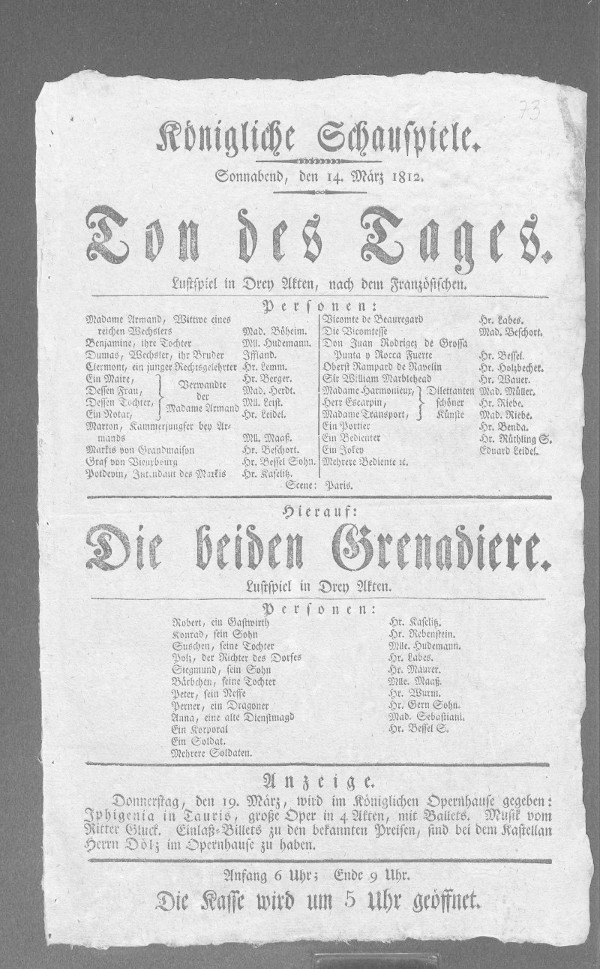 73
Königliche Schauspiele.
Sonnabend, den 14. März 1812.
Ton des Tages.
Lustspiel in Drey Akten, nach dem Französischen.
Personen:
Madame Armand, Wittwe eines
reichen Wechslers Mad. Böheim.
Benjamine, ihre Tochter Mll. Hudemann.
Dumas, Wechsler, ihr Bruder Iffland.
Clermont, ein junger Rechtsgelehrter Hr. Lemm.
Ein Maire, Hr. Berger.
Dessen Frau, Mad. Herdt.
Dessen Tochter, Mll. Leist.
Ein Notar, Hr. Leidel.
Verwandte
der
Madame Armand
Marton, Kammerjungfer bey Ar-
mands Mll. Maaß.
Markis von Grandmaison Hr. Beschort.
Graf von Vieuxbourg Hr. Bessel Sohn.
Poidevin, Intendant des Markis Hr. Kaselitz.
Vicomte de Beauregard Hr. Labes.
Die Vicomtesse Mad. Beschort.
Don Juan Rodrigez de Grossa
Punta y Rocca Fuerte Hr. Bessel.
Oberst Rampard de Ravelin Hr. Holzbecher.
Sir William Marblehead Hr. Wauer.
Madame Harmonieux, Mad. Müller.
Herr Escarpin, Hr. Riebe.
Madame Transport, Mad. Riebe.
Dilettanten
schöner
Künste
Ein Portier Hr. Benda.
Ein Bedienter Hr. Rüthling S.
Ein Jokey Eduard Leidel.
Mehrere Bediente ꝛc.
Scene: Paris.
Hierauf:
Die beiden Grenadiere.
Lustspiel in Drey Akten.
Personen:
Robert, ein Gastwirth Hr. Kaselitz.
Konrad, sein Sohn Hr. Rebenstein.
Suschen, seine Tochter Mlle. Hudemann.
Polz, der Richter des Dorfes Hr. Labes.
Siegmund, sein Sohn Hr. Maurer.
Bärbchen, seine Tochter Mlle. Maaß.
Peter, sein Neffe Hr. Wurm.
Perner, ein Dragoner Hr. Gern Sohn.
Anna, eine alte Dienstmagd Mad. Sebastiani.
Ein Korporal Hr. Bessel S.
Ein Soldat.
Mehrere Soldaten.
Anzeige.
Donnerstag, den 19. März, wird im Königlichen Opernhause gegeben:
Iphigenia in Tauris, große Oper in 4 Akten, mit Ballets. Musik vom
Ritter Gluck. Einlaß-Billets zu den bekannten Preisen, sind bei dem Kastellan
Herrn Dölz im Opernhause zu haben.
Anfang 6 Uhr; Ende 9 Uhr.
Die Kasse wird um 5 Uhr geöffnet.